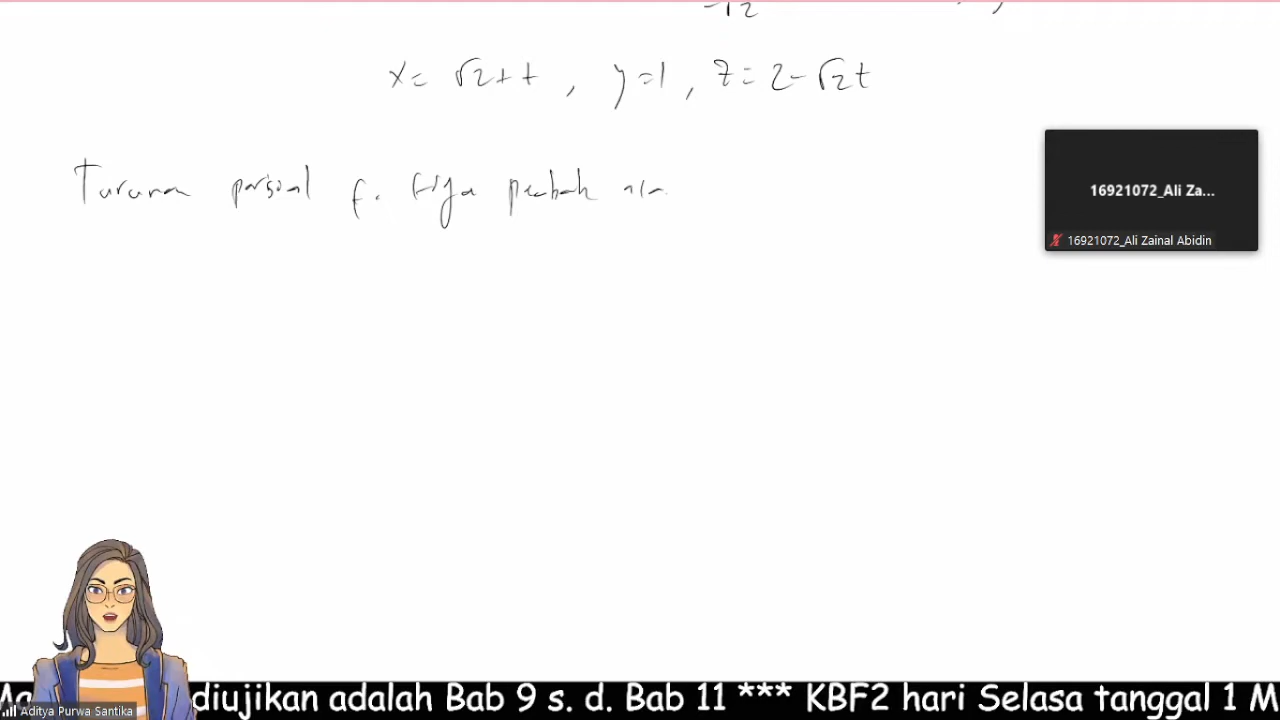 -√2
x = √2 + t , y = 1 , z = 2 - √2 t
Turunan parsial f. tiga peubah
16921072_Ali Za...
16921072_Ali Zainal Abidin
diujikan adalah Bab 9 s. d. Bab 11 *** KBF2 hari Selasa tanggal 1 M
Aditya Purwa Santika